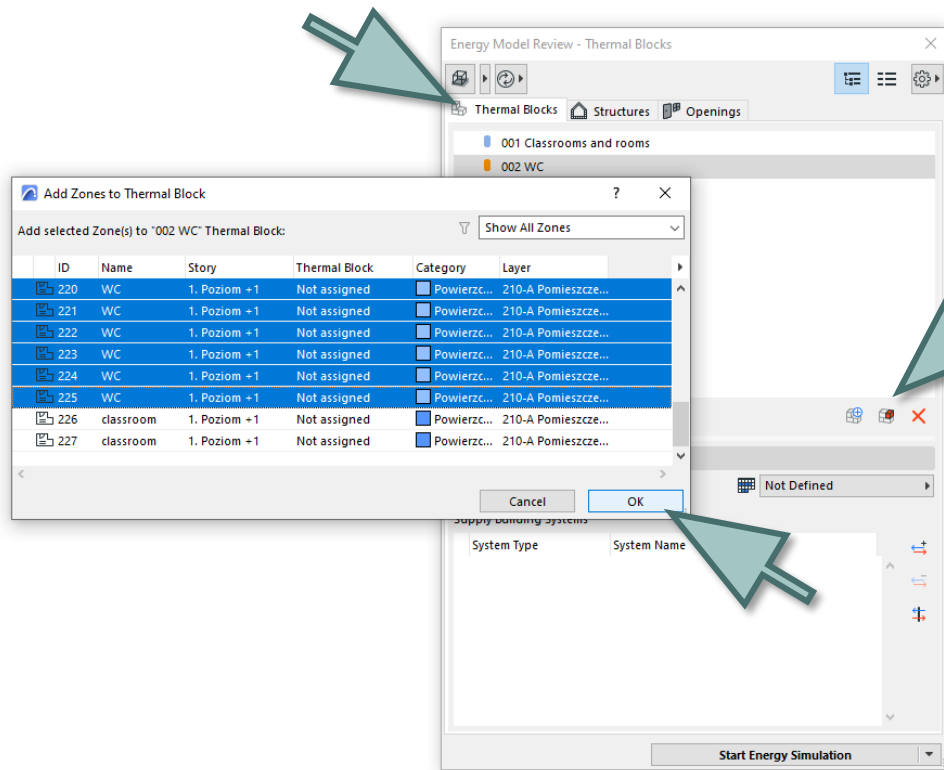 Energy Model Review - Thermal Blocks
Thermal Blocks Structures Openings
001 Classrooms and rooms
002 WC
Add Zones to Thermal Block ?
Add selected Zone(s) to "002 WC" Thermal Block: Show All Zones
ID Name Story Thermal Block Category Layer
220 WC 1. Poziom +1 Not assigned Powierzc... 210-A Pomieszcze...
221 WC 1. Poziom +1 Not assigned Powierzc... 210-A Pomieszcze...
222 WC 1. Poziom +1 Not assigned Powierzc... 210-A Pomieszcze...
223 WC 1. Poziom +1 Not assigned Powierzc... 210-A Pomieszcze...
224 WC 1. Poziom +1 Not assigned Powierzc... 210-A Pomieszcze...
225 WC 1. Poziom +1 Not assigned Powierzc... 210-A Pomieszcze...
226 classroom 1. Poziom +1 Not assigned Powierzc... 210-A Pomieszcze...
227 classroom 1. Poziom +1 Not assigned Powierzc... 210-A Pomieszcze...
Cancel OK
Not Defined
Supply Building Systems
System Type System Name
Start Energy Simulation